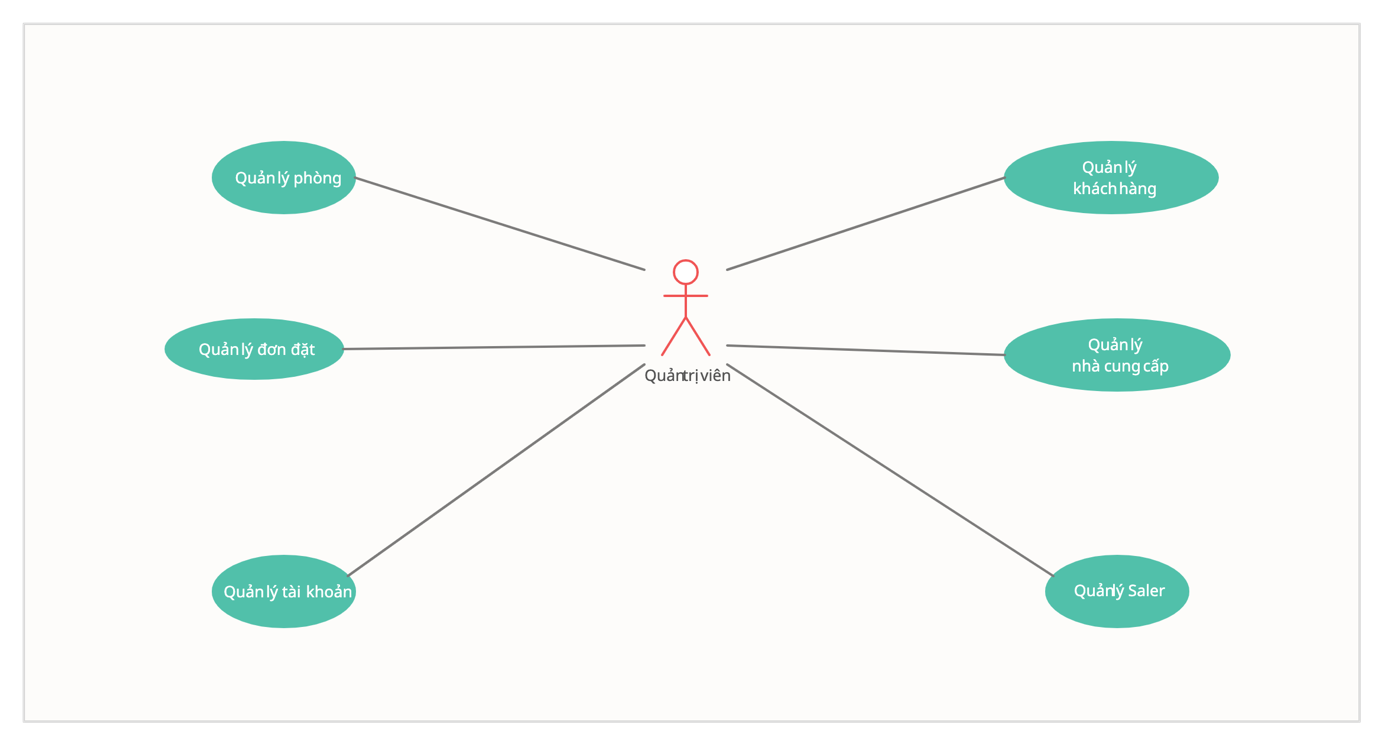 Quản lý phòng
Quản lý
khách hàng
Quản lý đơn đặt
Quản lý
nhà cung cấp
Quản trị viên
Quản lý tài khoản
Quản lý Saler